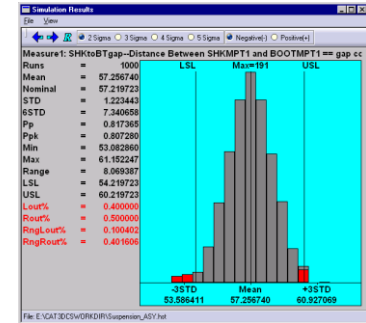 Simulation Results
File View
2 Sigma 3 Sigma 4 Sigma 5 Sigma Negative(-) Positive(+)
Measure1: SHKtoBTgap--Distance Between SHKMPT1 and BOOTMPT1 == gap cc
Runs = 1000
Mean = 57.256740
Nominal = 57.219723
STD = 1.223443
6STD = 7.340658
Pp = 0.817365
Ppk = 0.807280
Min = 53.082860
Max = 61.152247
Range = 8.069387
LSL = 54.219723
USL = 60.219723
Lout% = 0.400000
Rout% = 0.500000
RngLout% = 0.100402
RngRout% = 0.401606
LSL Max=191 USL
-3STD Mean +3STD
53.586411 57.256740 60.927069
File: E:\CAT3DCSWORKDIR\Suspension_ASY.hst